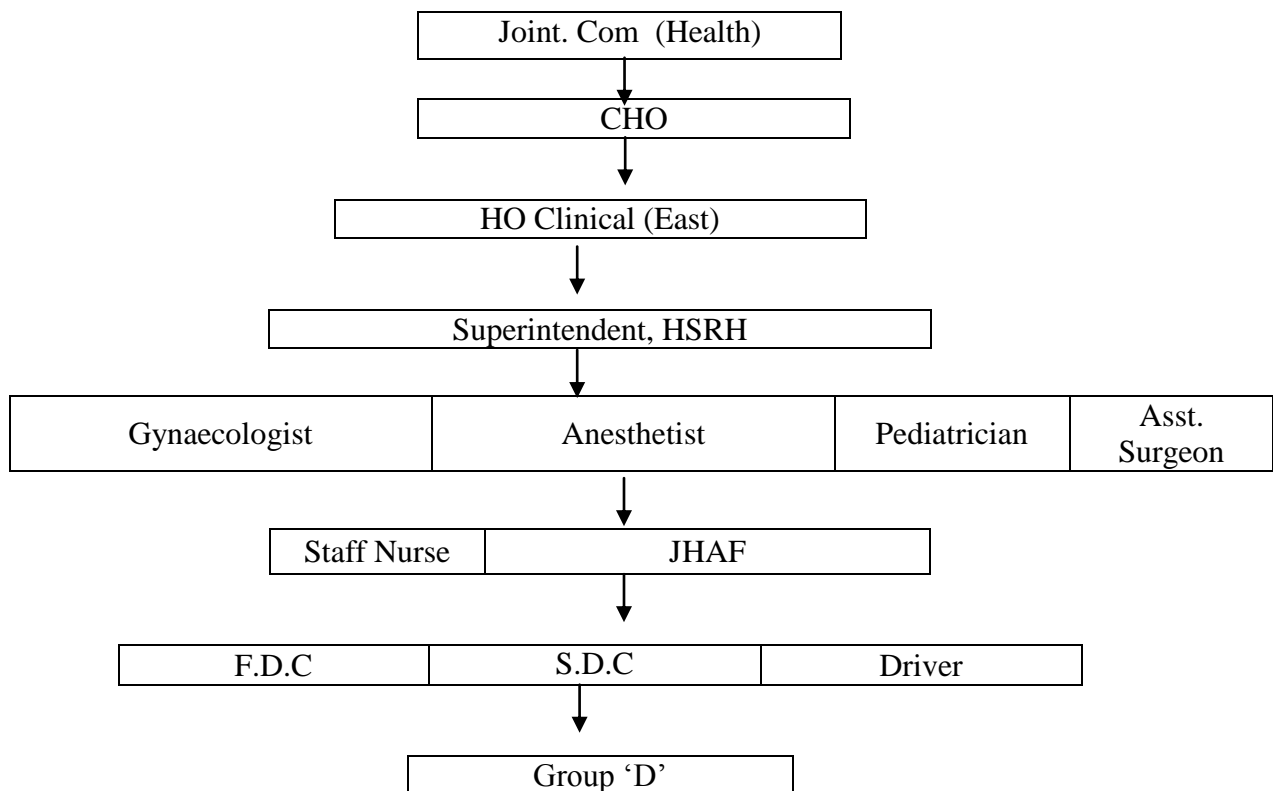 Joint. Com (Health)
CHO
HO Clinical (East)
Superintendent, HSRH
Gynaecologist Anesthetist Pediatrician Asst. Surgeon
Staff Nurse JHAF
F.D.C S.D.C Driver
Group ‘D’